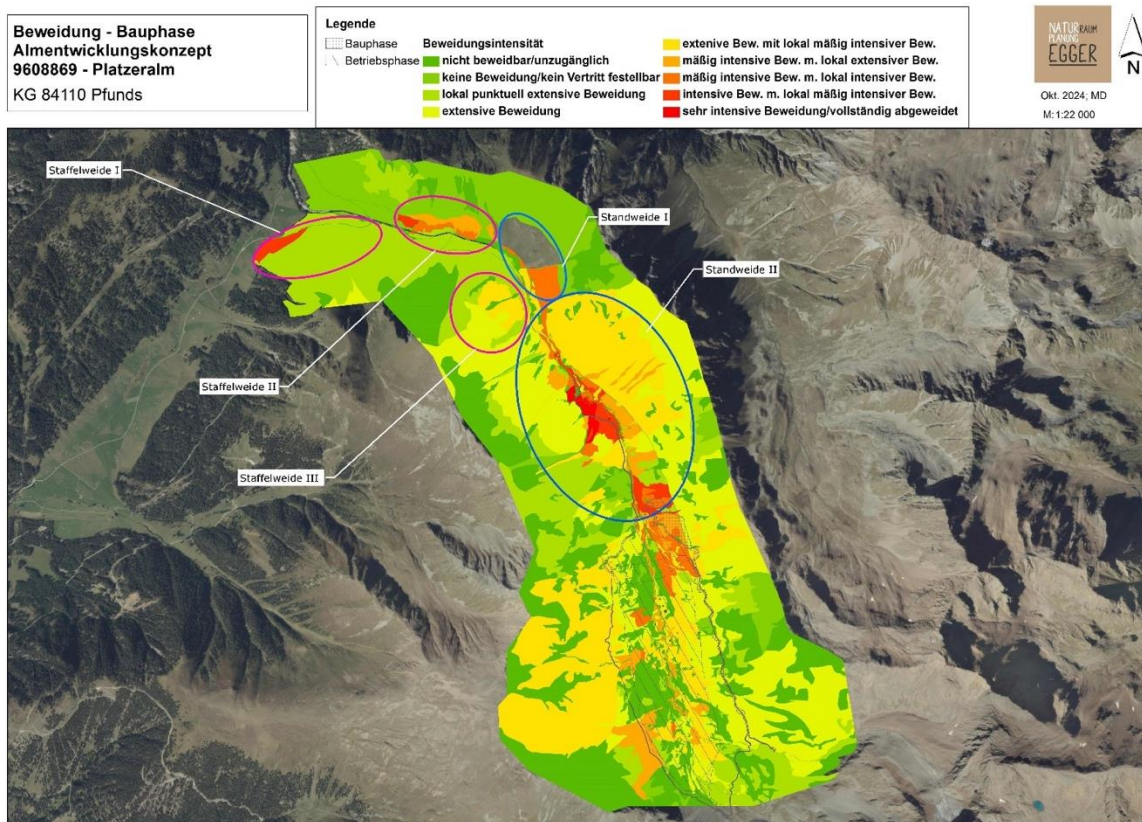 Beweidung - Bauphase
Almentwicklungskonzept
9608869 - Platzeralm
KG 84110 Pfunds
Legende
Bauphase
Betriebsphase
Beweidungsintensität
nicht beweidbar/unzugänglich
keine Beweidung/kein Vertritt festellbar
lokal punktuell extensive Beweidung
extensive Beweidung
extenive Bew. mit lokal mäßig intensiver Bew.
mäßig intensive Bew. m. lokal extensiver Bew.
mäßig intensive Bew. m. lokal intensiver Bew.
intensive Bew. m. lokal mäßig intensiver Bew.
sehr intensive Beweidung/vollständig abgeweidet
NATURRAUM
PLANUNG
EGGER
N
Okt. 2024; MD
M: 1:22 000
Staffelweide I
Standweide I
Standweide II
Staffelweide II
Staffelweide III